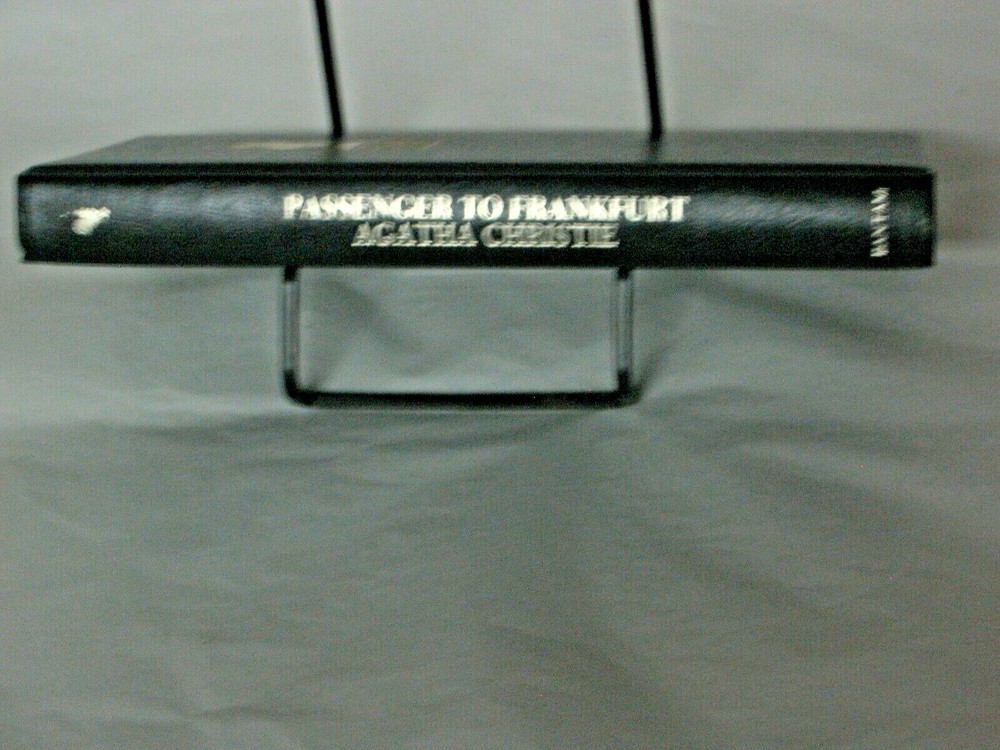 PASSENGER TO FRANKFURT
AGATHA CHRISTIE
BANTAM